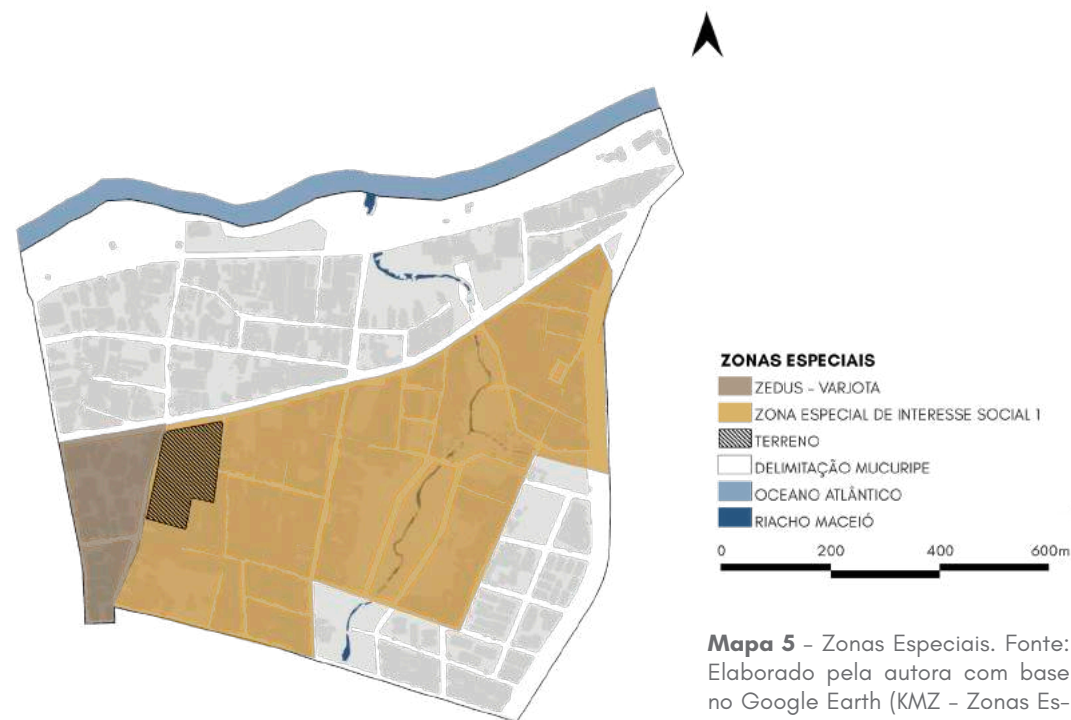 ZONAS ESPECIAIS
ZEDUS - VARJOTA
ZONA ESPECIAL DE INTERESSE SOCIAL 1
TERRENO
DELIMITAÇÃO MUCURIPE
OCEANO ATLÂNTICO
RIACHO MACEIÓ
0 200 400 600m
Mapa 5 - Zonas Especiais. Fonte:
Elaborado pela autora com base
no Google Earth (KMZ - Zonas Es-